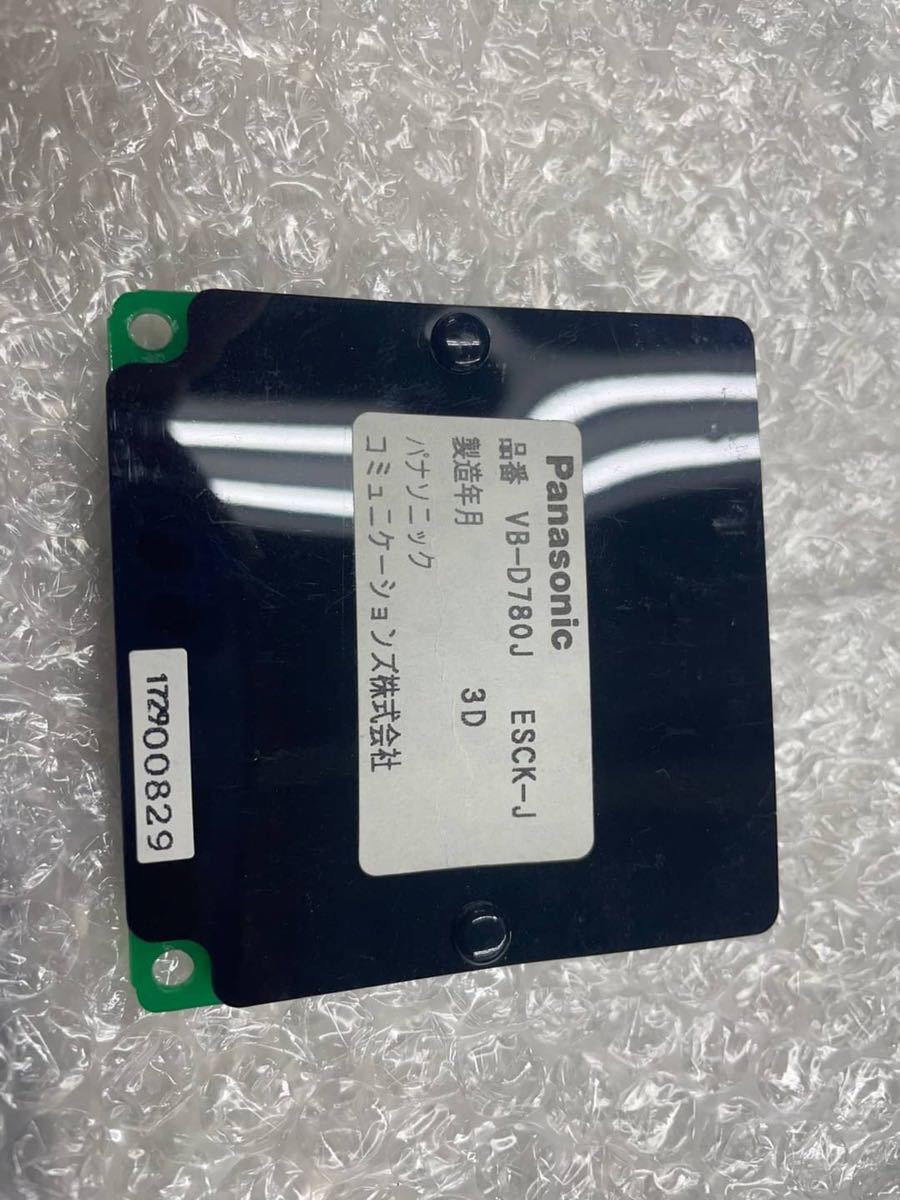 Panasonic
品番 VB-D780J ESCK-J
製造年月 3D
パナソニック
コミュニケーションズ株式会社
172900829